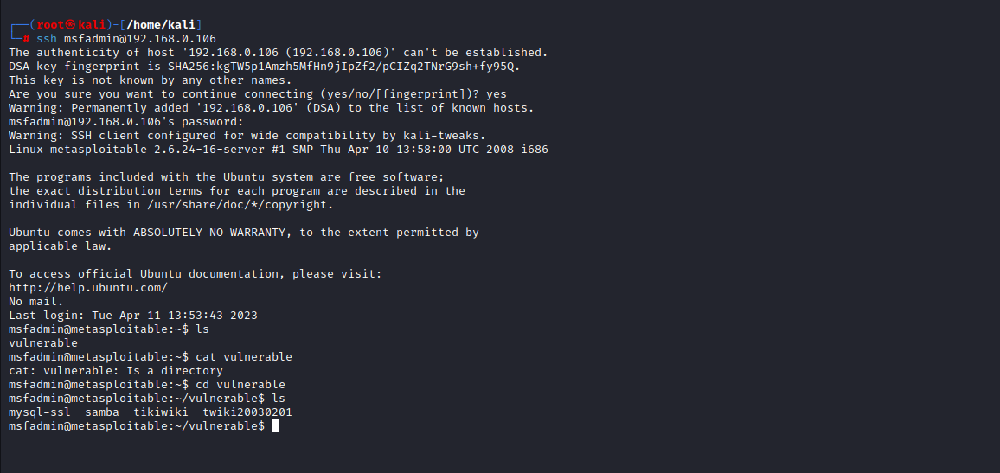 ┌──(root㉿kali)-[/home/kali]
└─# ssh msfadmin@192.168.0.106
The authenticity of host '192.168.0.106 (192.168.0.106)' can't be established.
DSA key fingerprint is SHA256:kgTW5p1Amzh5MfHn9jIpZf2/pCIZq2TNrG9sh+fy95Q.
This key is not known by any other names.
Are you sure you want to continue connecting (yes/no/[fingerprint])? yes
Warning: Permanently added '192.168.0.106' (DSA) to the list of known hosts.
msfadmin@192.168.0.106's password:
Warning: SSH client configured for wide compatibility by kali-tweaks.
Linux metasploitable 2.6.24-16-server #1 SMP Thu Apr 10 13:58:00 UTC 2008 i686
The programs included with the Ubuntu system are free software;
the exact distribution terms for each program are described in the
individual files in /usr/share/doc/*/copyright.
Ubuntu comes with ABSOLUTELY NO WARRANTY, to the extent permitted by
applicable law.
To access official Ubuntu documentation, please visit:
http://help.ubuntu.com/
No mail.
Last login: Tue Apr 11 13:53:43 2023
msfadmin@metasploitable:~$ ls
vulnerable
msfadmin@metasploitable:~$ cat vulnerable
cat: vulnerable: Is a directory
msfadmin@metasploitable:~$ cd vulnerable
msfadmin@metasploitable:~/vulnerable$ ls
mysql-ssl  samba  tikiwiki  twiki20030201
msfadmin@metasploitable:~/vulnerable$